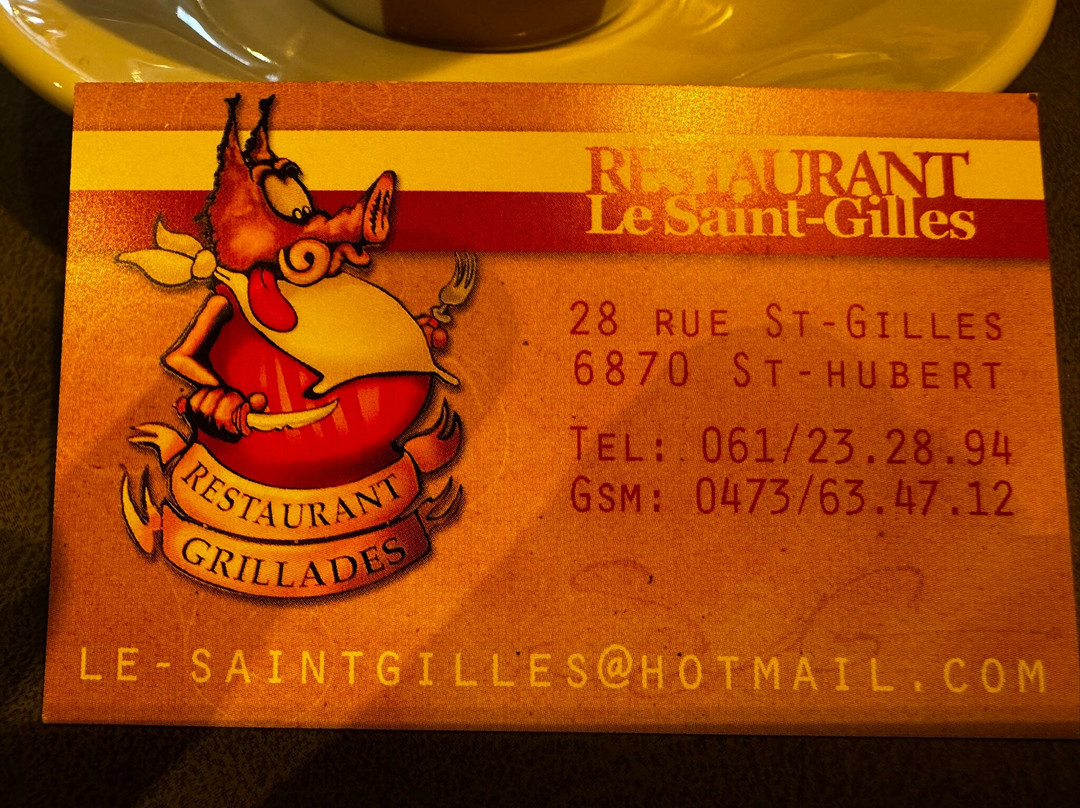 RESTAURANT
Le Saint-Gilles
28 RUE ST-GILLES
6870 ST-HUBERT
TEL: 061/23.28.94
GSM: 0473/63.47.12
RESTAURANT
GRILLADES
LE-SAINTGILLES@HOTMAIL.COM